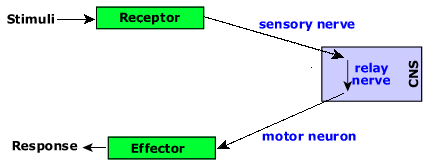 Stimuli
Receptor
sensory nerve
relay
nerve
CNS
motor neuron
Effector
Response